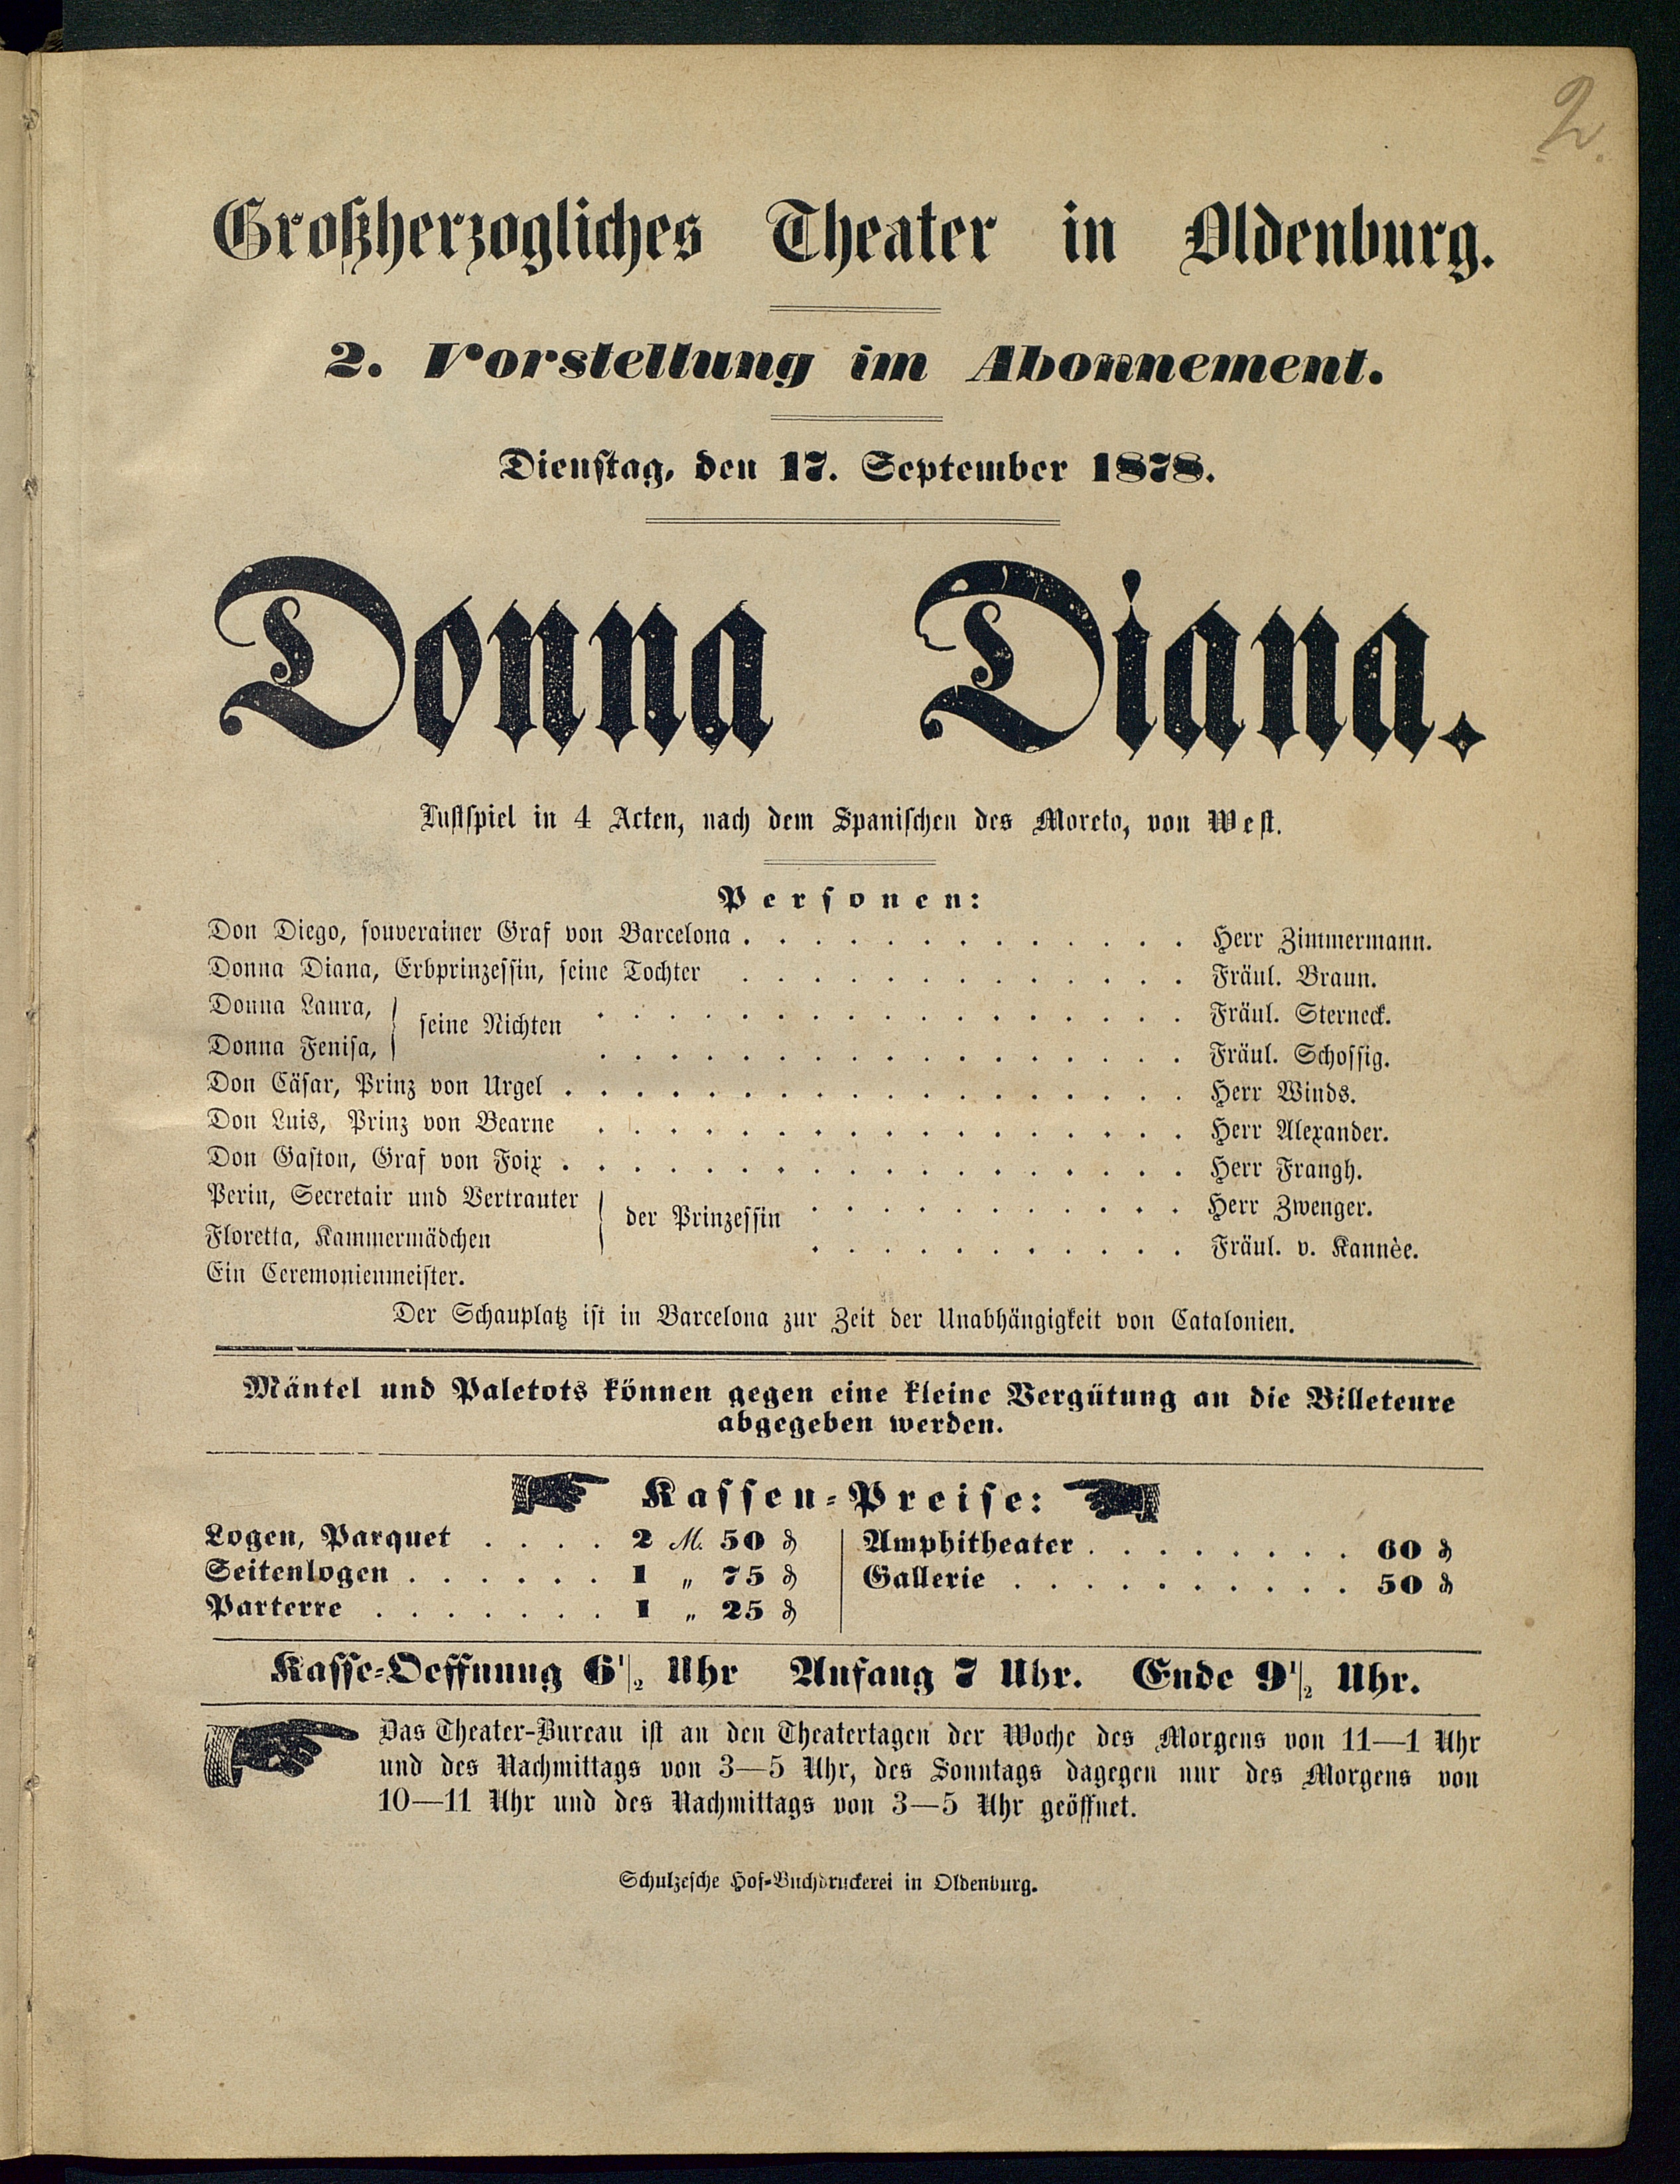 2.
Großherzogliches Theater in Oldenburg.
2. Vorstellung im Abonnement.
Dienstag, den 17. September 1878.
Donna Diana.
Lustspiel in 4 Acten, nach dem Spanischen des Moreto, von West.
Personen:
Don Diego, souverainer Graf von Barcelona . . . . . . . . . . . . . Herr Zimmermann.
Donna Diana, Erbprinzessin, seine Tochter . . . . . . . . . . . . . Fräul. Braun.
Donna Laura, } seine Nichten . . . . . . . . . . . . . . . . . Fräul. Sterneck.
Donna Fenisa, } . . . . . . . . . . . . . . . . . Fräul. Schossig.
Don Cäsar, Prinz von Urgel . . . . . . . . . . . . . . . . . . Herr Winds.
Don Luis, Prinz von Bearne . . . . . . . . . . . . . . . . . Herr Alexander.
Don Gaston, Graf von Foix . . . . . . . . . . . . . . . . . . Herr Frangh.
Perin, Secretair und Vertrauter } der Prinzessin . . . . . . . . . . . Herr Zwenger.
Floretta, Kammermädchen } . . . . . . . . . . . Fräul. v. Kannèe.
Ein Ceremonienmeister.
Der Schauplatz ist in Barcelona zur Zeit der Unabhängigkeit von Catalonien.
Mäntel und Paletots können gegen eine kleine Vergütung an die Billeteure
abgegeben werden.
Kassen-Preise:
Logen, Parquet . . . . 2 M. 50 ₰
Seitenlogen . . . . . . 1 „ 75 ₰
Parterre . . . . . . . 1 „ 25 ₰
Amphitheater . . . . . . . . 60 ₰
Gallerie . . . . . . . . . . 50 ₰
Kasse-Oeffnung 6 1/2 Uhr Anfang 7 Uhr. Ende 9 1/2 Uhr.
Das Theater-Bureau ist an den Theatertagen der Woche des Morgens von 11—1 Uhr
und des Nachmittags von 3—5 Uhr, des Sonntags dagegen nur des Morgens von
10—11 Uhr und des Nachmittags von 3—5 Uhr geöffnet.
Schulzesche Hof-Buchdruckerei in Oldenburg.